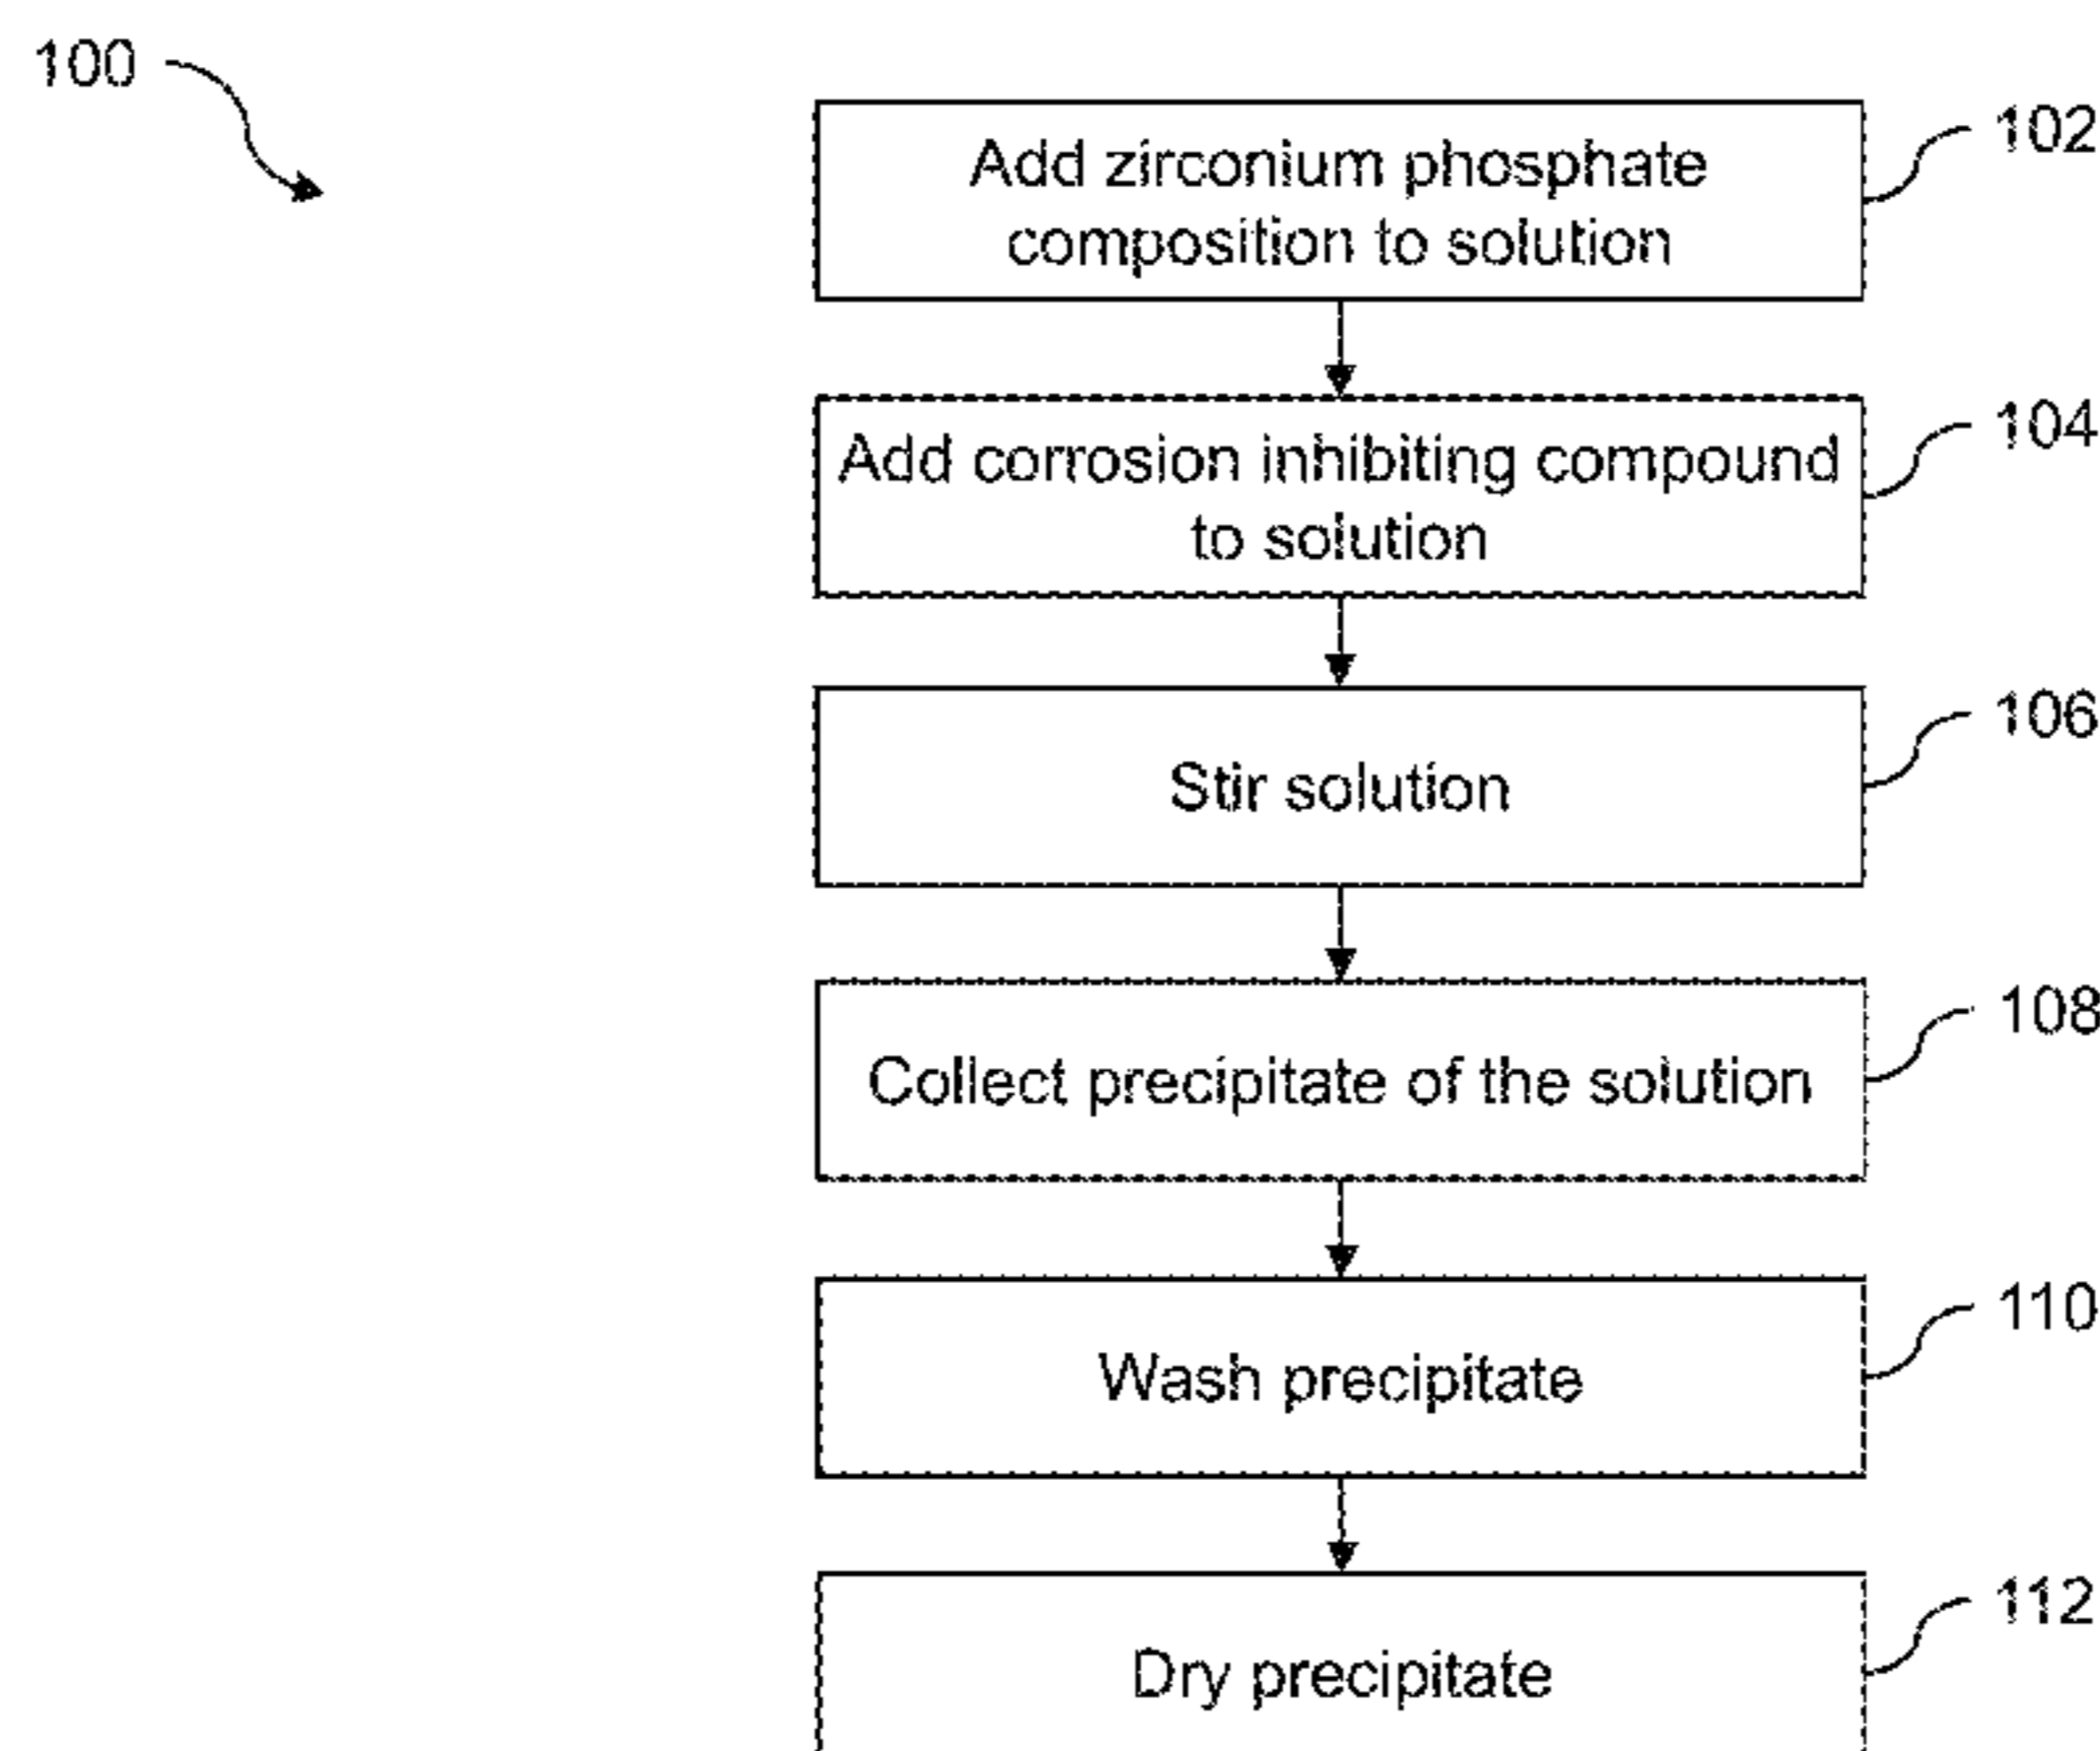 100
Add zirconium phosphate
composition to solution
102
Add corrosion inhibiting compound
to solution
104
Stir solution
106
Collect precipitate of the solution
108
Wash precipitate
110
Dry precipitate
112